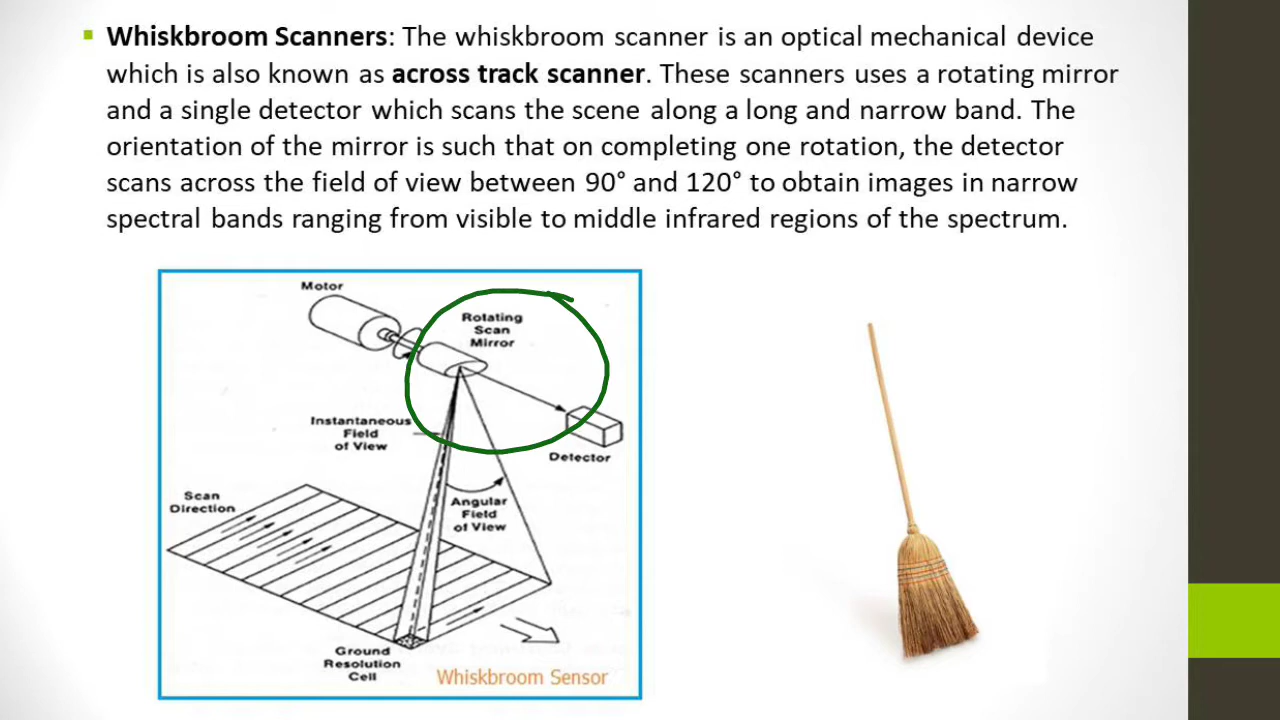 Whiskbroom Scanners: The whiskbroom scanner is an optical mechanical device
which is also known as across track scanner. These scanners uses a rotating mirror
and a single detector which scans the scene along a long and narrow band. The
orientation of the mirror is such that on completing one rotation, the detector
scans across the field of view between 90° and 120° to obtain images in narrow
spectral bands ranging from visible to middle infrared regions of the spectrum.
Motor
Rotating
Scan
Mirror
Instantaneous
Field
of View
Detector
Scan
Direction
Angular
Field
of View
Ground
Resolution
Cell
Whiskbroom Sensor